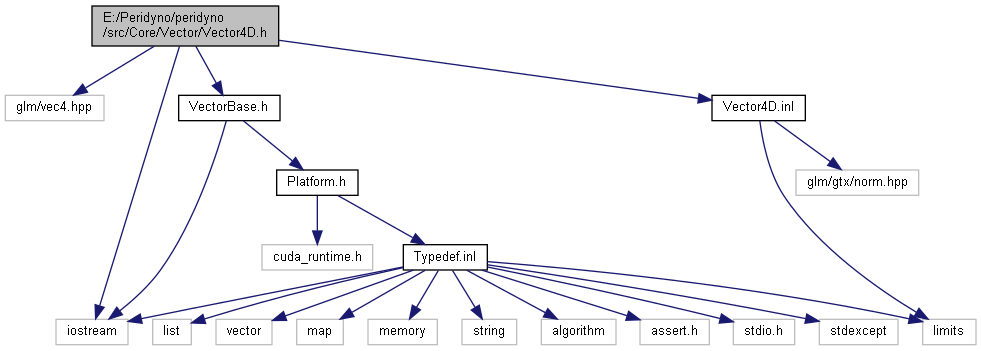 E:/Peridyno/peridyno
/src/Core/Vector/Vector4D.h
glm/vec4.hpp
VectorBase.h
Vector4D.inl
Platform.h
glm/gtx/norm.hpp
cuda_runtime.h
Typedef.inl
iostream
list
vector
map
memory
string
algorithm
assert.h
stdio.h
stdexcept
limits